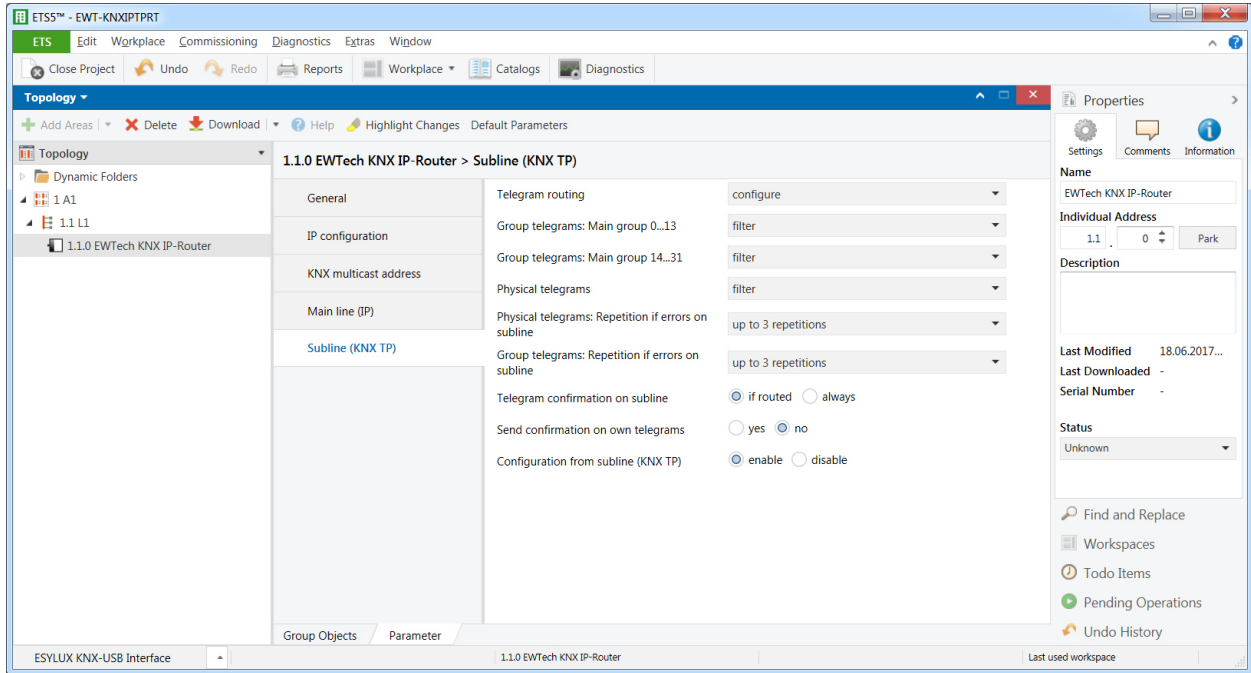 ETS5™ - EWT-KNXIPTPRT
ETS Edit Workplace Commissioning Diagnostics Extras Window
Close Project Undo Redo Reports Workplace Catalogs Diagnostics
Topology
Add Areas Delete Download Help Highlight Changes Default Parameters
Topology
Dynamic Folders
1 A1
1.1 L1
1.1.0 EWTech KNX IP-Router
1.1.0 EWTech KNX IP-Router > Subline (KNX TP)
General
IP configuration
KNX multicast address
Main line (IP)
Subline (KNX TP)
Telegram routing configure
Group telegrams: Main group 0...13 filter
Group telegrams: Main group 14...31 filter
Physical telegrams filter
Physical telegrams: Repetition if errors on
subline
up to 3 repetitions
Group telegrams: Repetition if errors on
subline
up to 3 repetitions
Telegram confirmation on subline if routed always
Send confirmation on own telegrams yes no
Configuration from subline (KNX TP) enable disable
Group Objects Parameter
Properties
Settings Comments Information
Name
EWTech KNX IP-Router
Individual Address
1.1 . 0 Park
Description
Last Modified 18.06.2017...
Last Downloaded -
Serial Number -
Status
Unknown
Find and Replace
Workspaces
Todo Items
Pending Operations
Undo History
ESYLUX KNX-USB Interface 1.1.0 EWTech KNX IP-Router Last used workspace